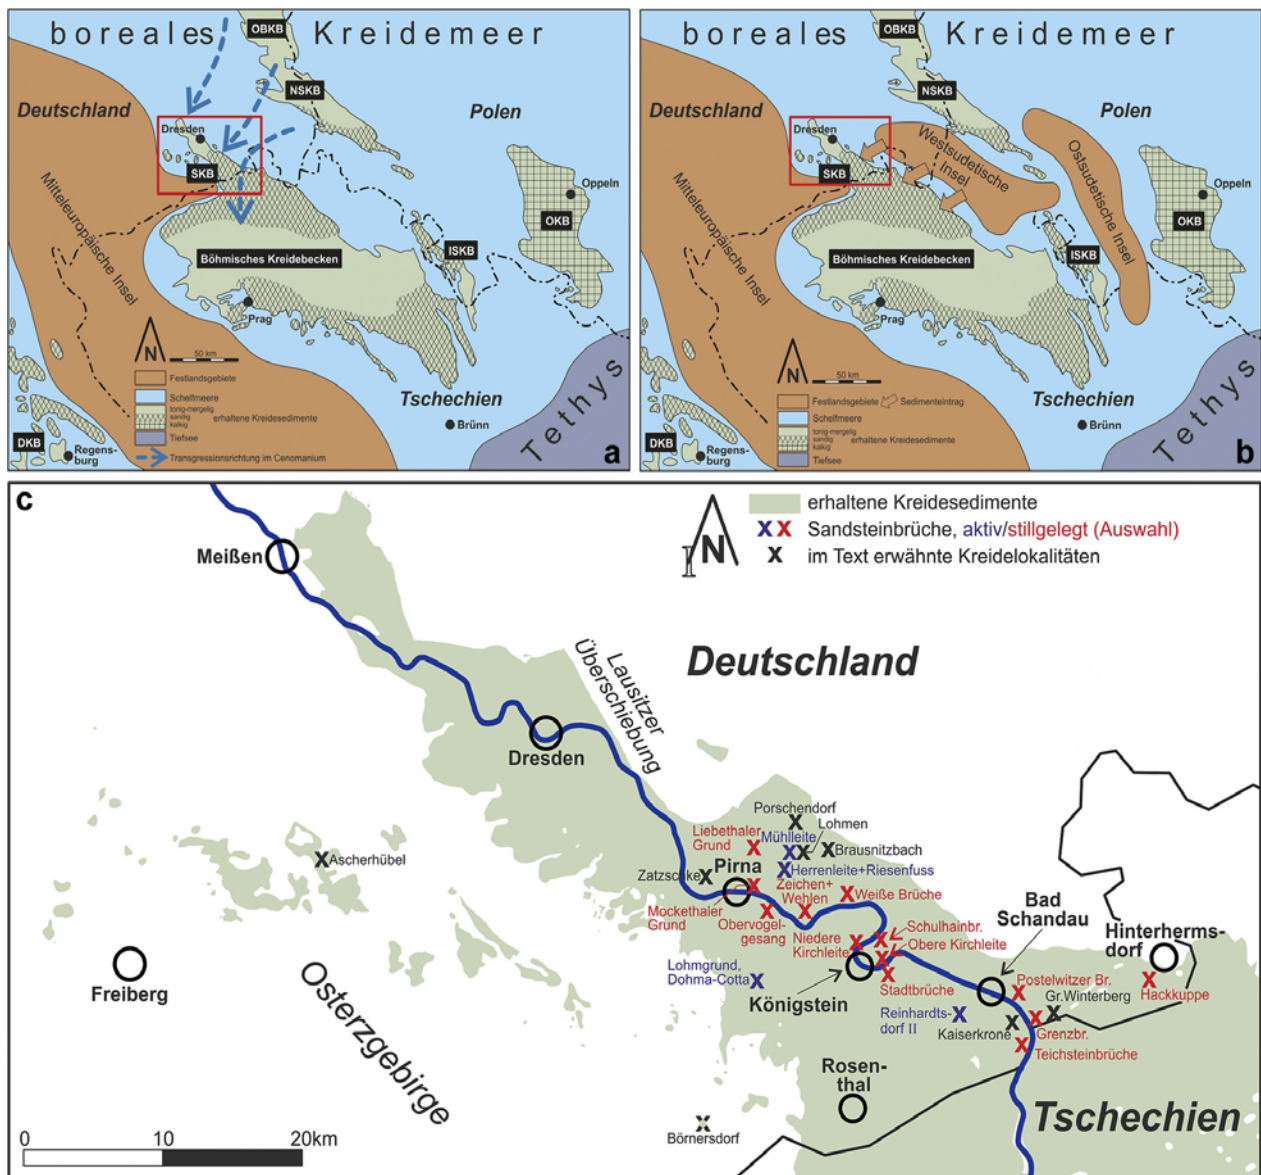 boreales Kreidemeer
OBKB
NSKB
Deutschland
Polen
Dresden
SKB
Oppeln
OKB
Mitteleuropäische Insel
Böhmisches Kreidebecken
ISKB
Prag
N
50 km
Festlandsgebiete
Schelfmeere
tonig-mergelig
sandig
kalkig
erhaltene Kreidesedimente
Tiefsee
Transgressionsrichtung im Cenomanium
Tschechien
Brünn
Tethys
DKB
Regens-
burg
a
boreales Kreidemeer
OBKB
NSKB
Deutschland
Polen
Dresden
SKB
Westsudetische
Insel
Ostsudetische Insel
Oppeln
OKB
Mitteleuropäische Insel
Böhmisches Kreidebecken
ISKB
Prag
N
50 km
Festlandsgebiete
Sedimenteintrag
Schelfmeere
tonig-mergelig
sandig
kalkig
erhaltene Kreidesedimente
Tiefsee
Tschechien
Brünn
Tethys
DKB
Regens-
burg
b
c
N
erhaltene Kreidesedimente
X X Sandsteinbrüche, aktiv/stillgelegt (Auswahl)
X im Text erwähnte Kreidelokalitäten
Meißen
Deutschland
Lausitzer
Überschiebung
Dresden
Porschendorf
Lohmen
Liebethaler
Grund
Mühlleite
Brausnitzbach
Ascherhübel
Zatzschke
Pirna
Herrenleite+Riesenfuss
Zeichen+
Wehlen
Weiße Brüche
Mockethaler
Grund
Obervogel-
gesang
Bad
Schandau
Niedere
Kirchleite
Schulhainbr.
Obere Kirchleite
Hinterherms-
dorf
Freiberg
Lohmgrund,
Dohma-Cotta
Königstein
Stadtbrüche
Postelwitzer Br.
Gr.Winterberg
Hackkuppe
Osterzgebirge
Reinhardts-
dorf II
Kaiserkrone
Grenzbr.
Teichsteinbrüche
Rosen-
thal
Tschechien
Börnersdorf
0 10 20km